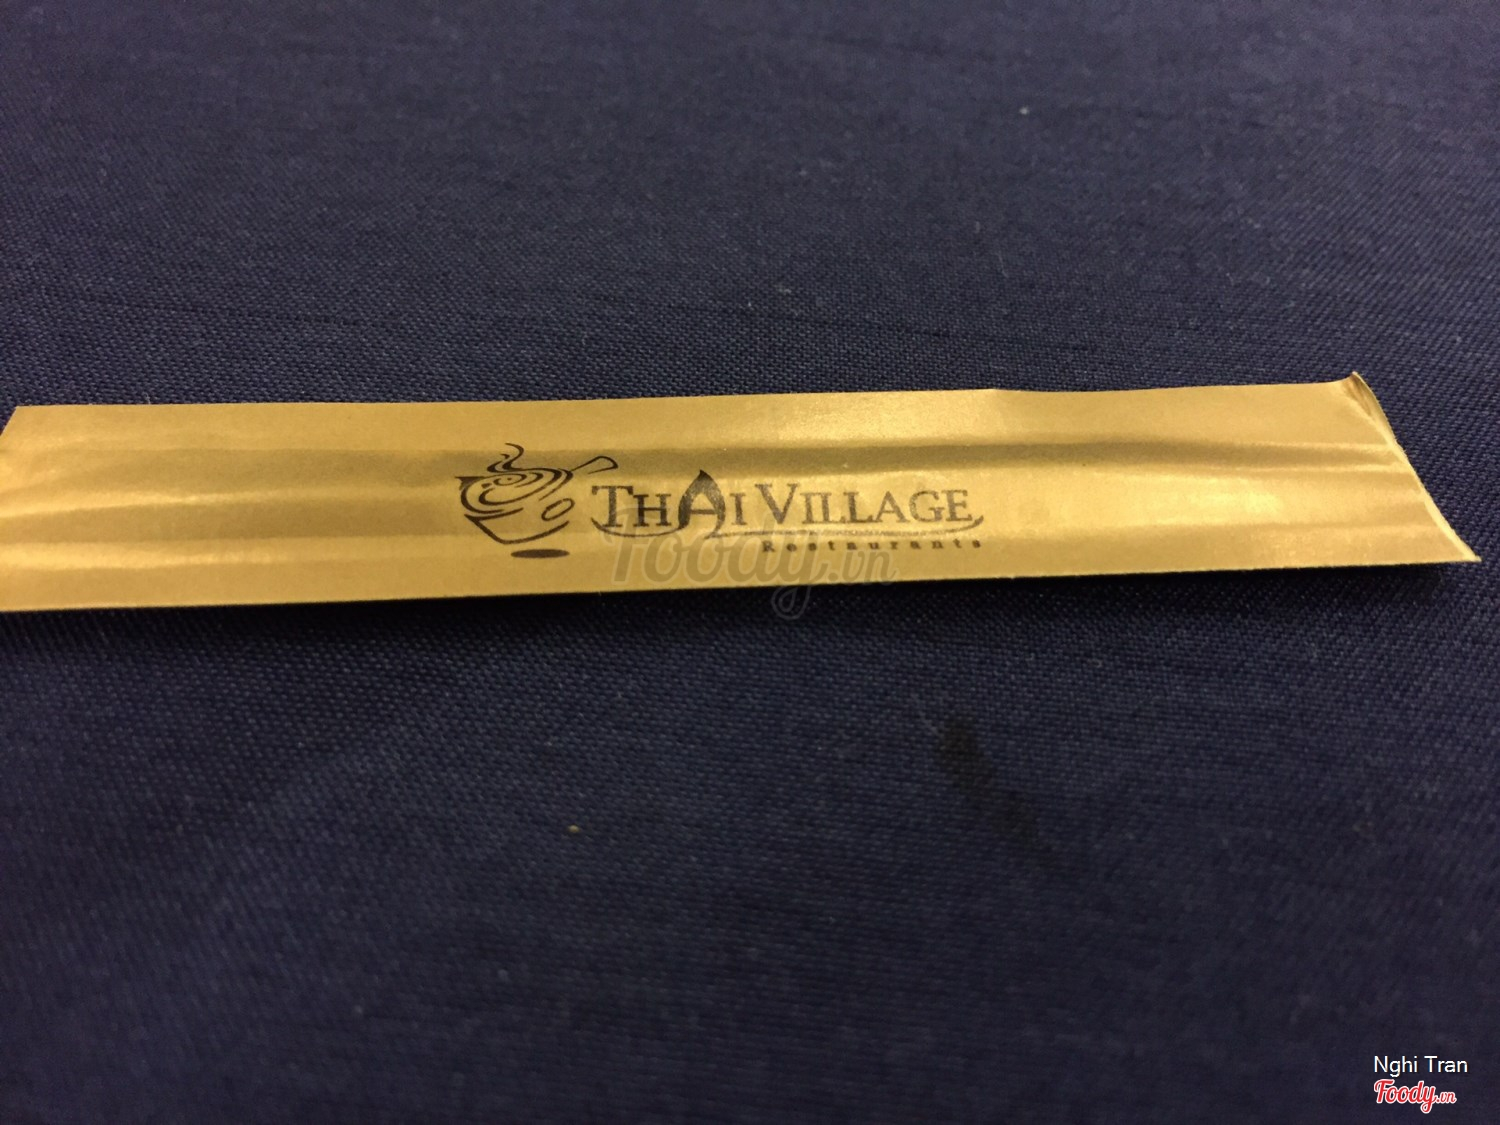 THAI VILLAGE
Restaurants
Foody.vn
Nghi Tran
Foody.vn